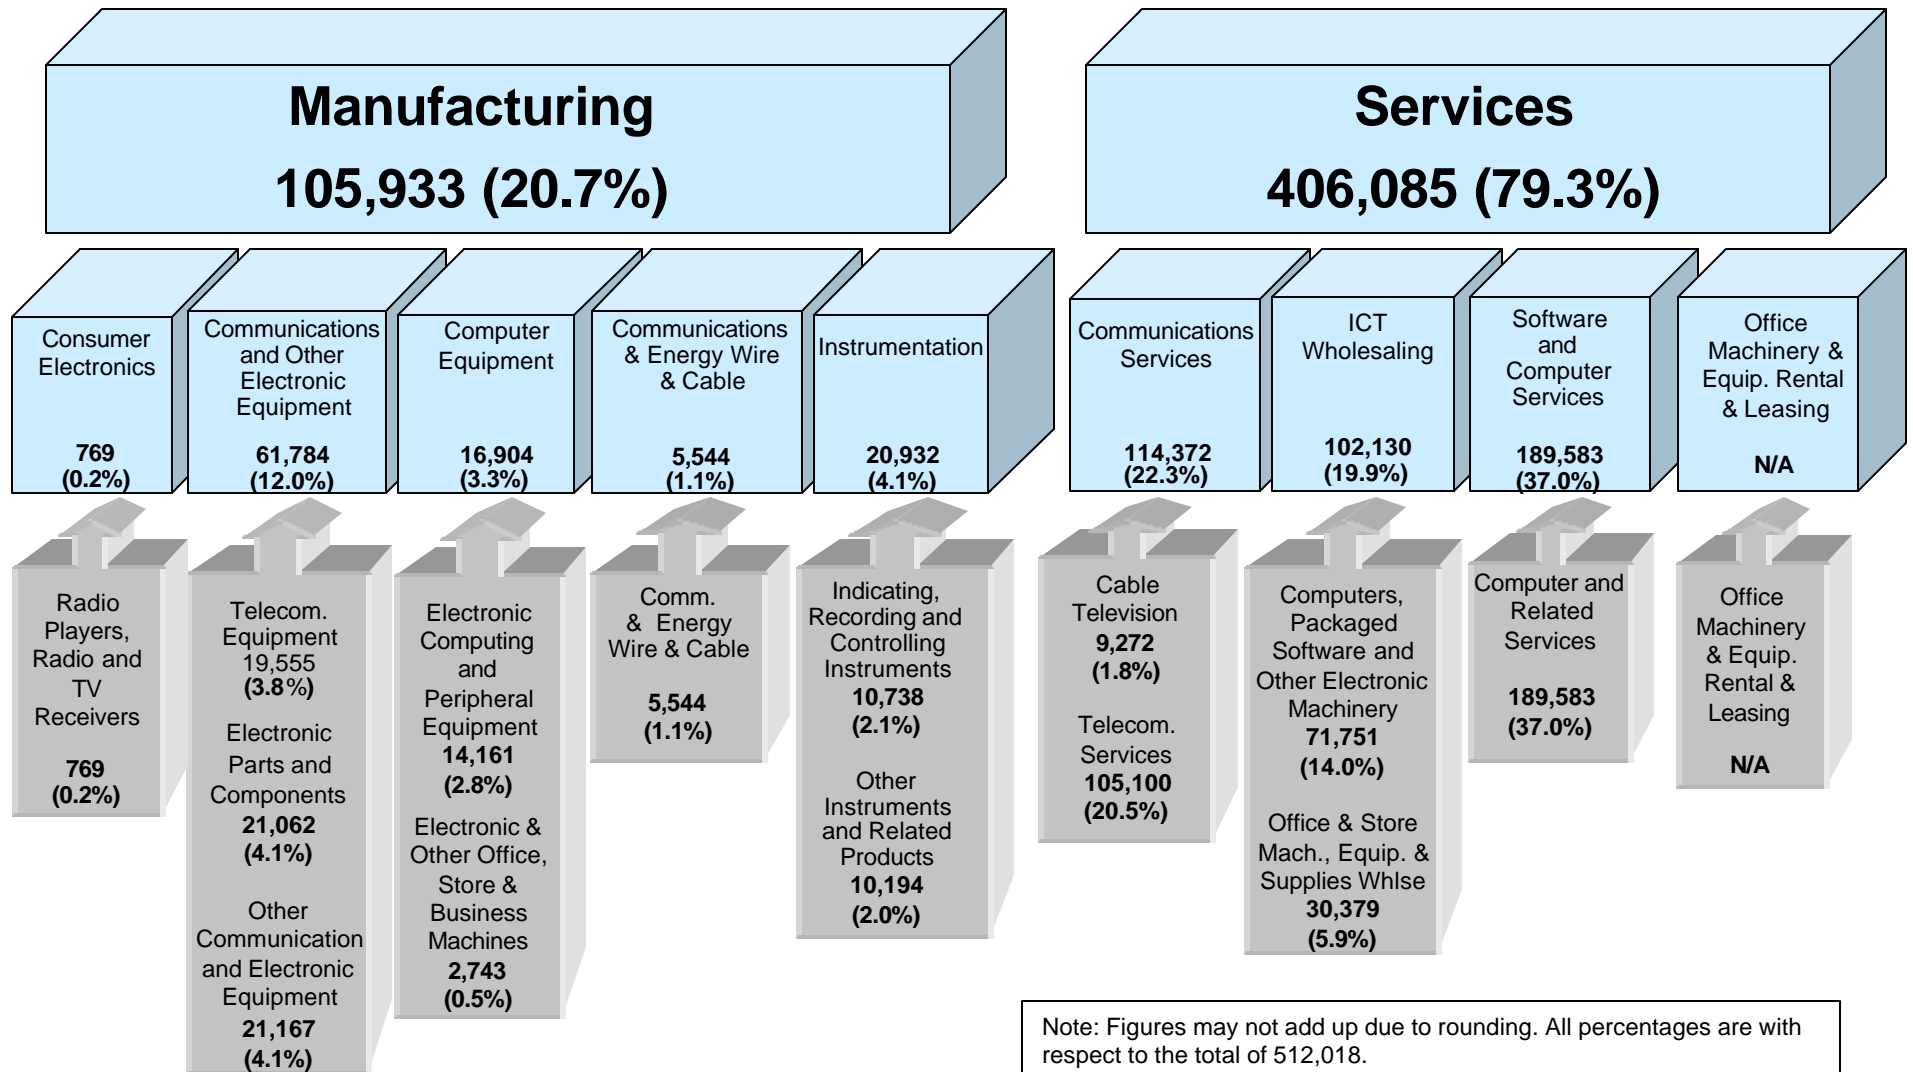 Manufacturing
105,933 (20.7%)
Services
406,085 (79.3%)
Consumer
Electronics
769
(0.2%)
Communications
and Other
Electronic
Equipment
61,784
(12.0%)
Computer
Equipment
16,904
(3.3%)
Communications
& Energy Wire
& Cable
5,544
(1.1%)
Instrumentation
20,932
(4.1%)
Communications
Services
114,372
(22.3%)
ICT
Wholesaling
102,130
(19.9%)
Software
and
Computer
Services
189,583
(37.0%)
Office
Machinery &
Equip. Rental
& Leasing
N/A
Radio
Players,
Radio and
TV
Receivers
769
(0.2%)
Telecom.
Equipment
19,555
(3.8%)
Electronic
Parts and
Components
21,062
(4.1%)
Other
Communication
and Electronic
Equipment
21,167
(4.1%)
Electronic
Computing
and
Peripheral
Equipment
14,161
(2.8%)
Electronic &
Other Office,
Store &
Business
Machines
2,743
(0.5%)
Comm.
& Energy
Wire & Cable
5,544
(1.1%)
Indicating,
Recording and
Controlling
Instruments
10,738
(2.1%)
Other
Instruments
and Related
Products
10,194
(2.0%)
Cable
Television
9,272
(1.8%)
Telecom.
Services
105,100
(20.5%)
Computers,
Packaged
Software and
Other Electronic
Machinery
71,751
(14.0%)
Office & Store
Mach., Equip. &
Supplies Whlse
30,379
(5.9%)
Computer and
Related
Services
189,583
(37.0%)
Office
Machinery
& Equip.
Rental &
Leasing
N/A
Note: Figures may not add up due to rounding. All percentages are with
respect to the total of 512,018.